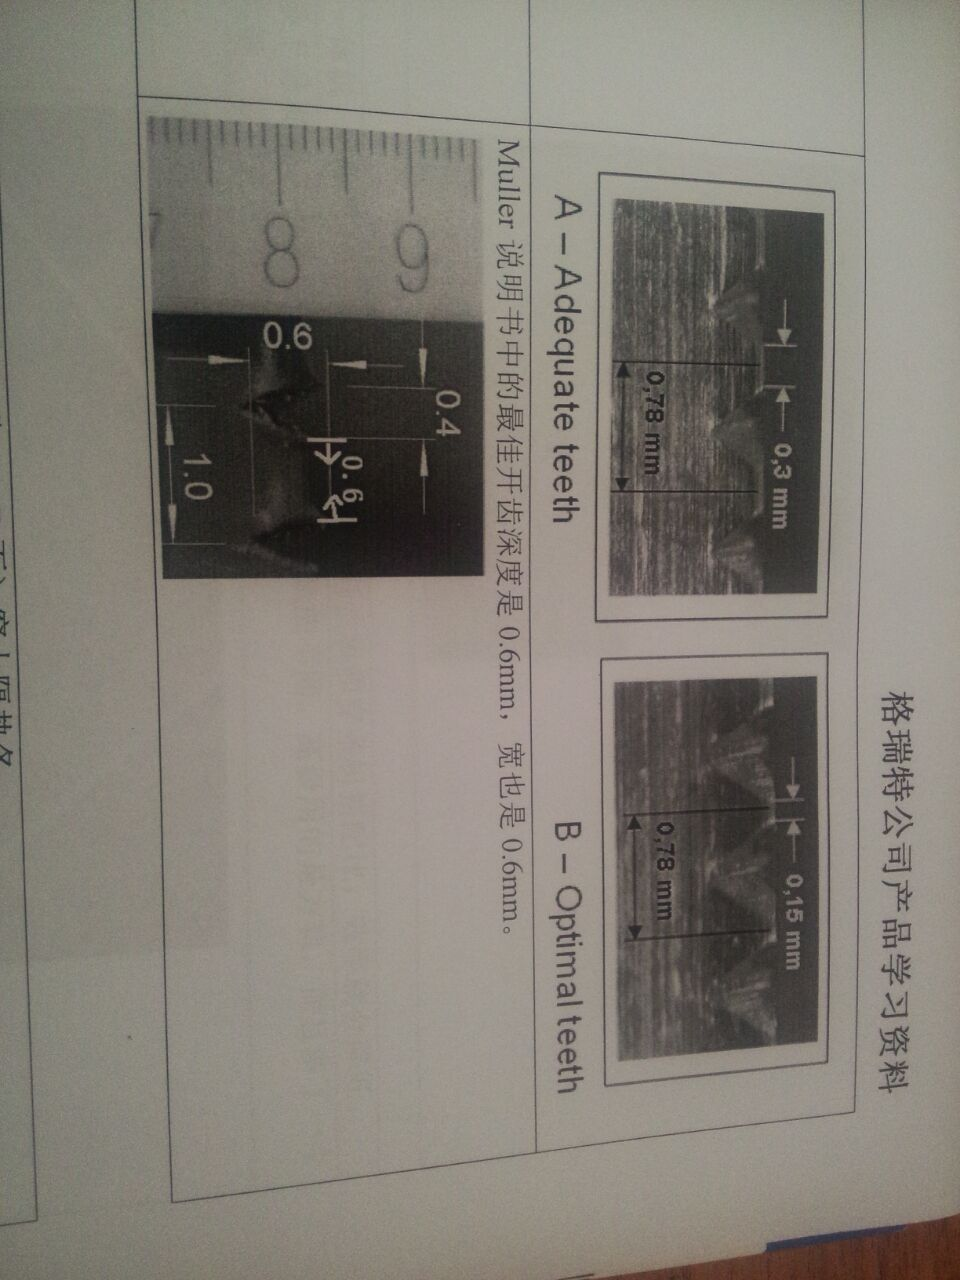 格瑞特公司产品学习资料
0,3 mm
0,78 mm
0,15 mm
0,78 mm
A – Adequate teeth
B – Optimal teeth
Muller 说明书中的最佳开齿深度是 0.6mm，宽也是 0.6mm。
9
8
0.4
0.6
0.6
1.0